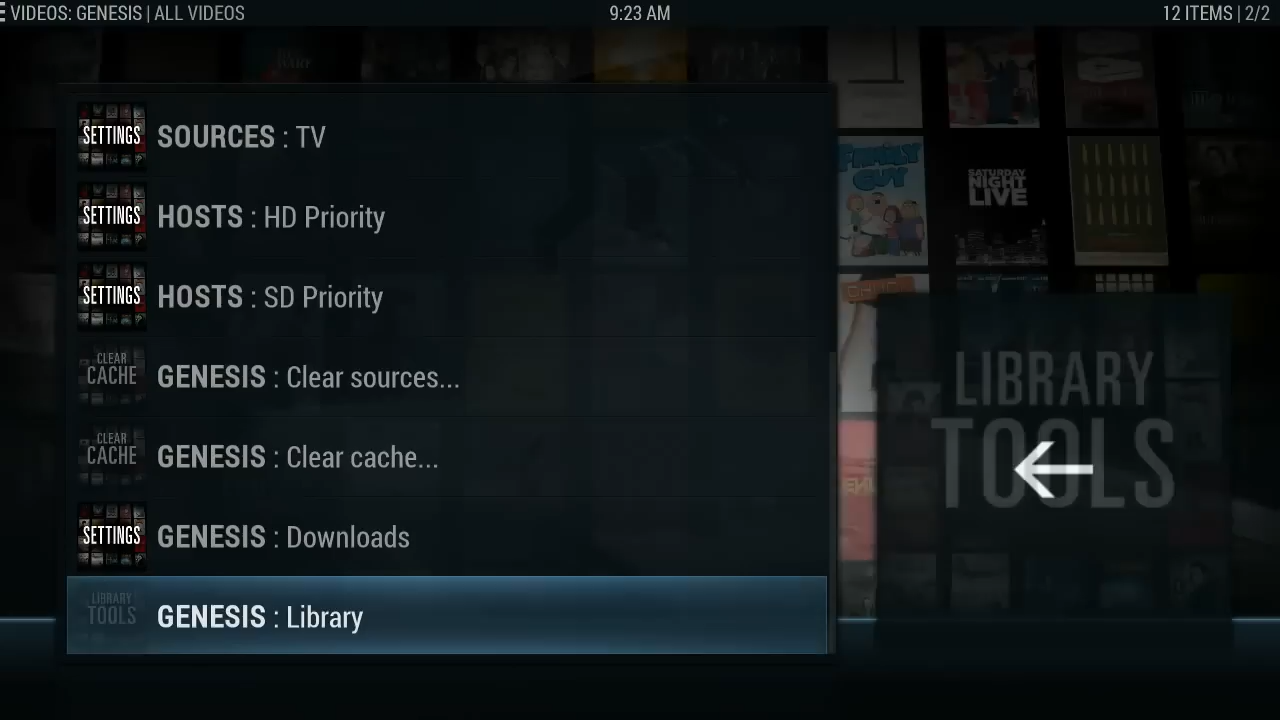 VIDEOS: GENESIS | ALL VIDEOS
9:23 AM
12 ITEMS | 2/2
SETTINGS
SOURCES : TV
SETTINGS
HOSTS : HD Priority
SETTINGS
HOSTS : SD Priority
CLEAR
CACHE
GENESIS : Clear sources...
CLEAR
CACHE
GENESIS : Clear cache...
SETTINGS
GENESIS : Downloads
LIBRARY
TOOLS
GENESIS : Library
FAMILY
GUY
SATURDAY
NIGHT
LIVE
LIBRARY
TOOLS